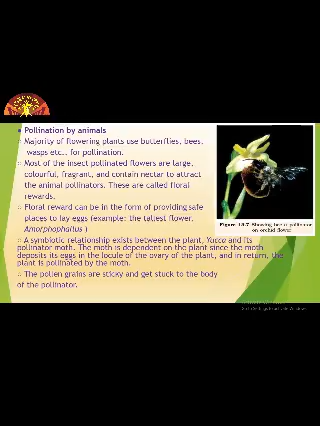 ● Pollination by animals
○ Majority of flowering plants use butterflies, bees,
wasps etc.. for pollination.
○ Most of the insect pollinated flowers are large,
colourful, fragrant, and contain nectar to attract
the animal pollinators. These are called floral
rewards.
○ Floral reward can be in the form of providing safe
places to lay eggs (example: the tallest flower,
Amorphophallus )
Figure 15.7 Showing bee a pollinator
on orchid flower
○ A symbiotic relationship exists between the plant, Yucca and its
pollinator moth. The moth is dependent on the plant since the moth
deposits its eggs in the locule of the ovary of the plant, and in return, the
plant is pollinated by the moth.
○ The pollen grains are sticky and get stuck to the body
of the pollinator.